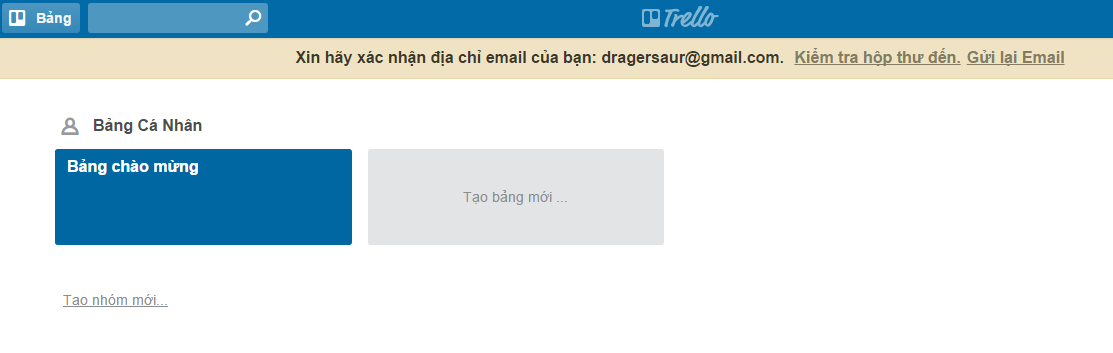 Bảng
Trello
Xin hãy xác nhận địa chỉ email của bạn: dragersaur@gmail.com. Kiểm tra hộp thư đến. Gửi lại Email
Bảng Cá Nhân
Bảng chào mừng
Tạo bảng mới ...
Tạo nhóm mới...